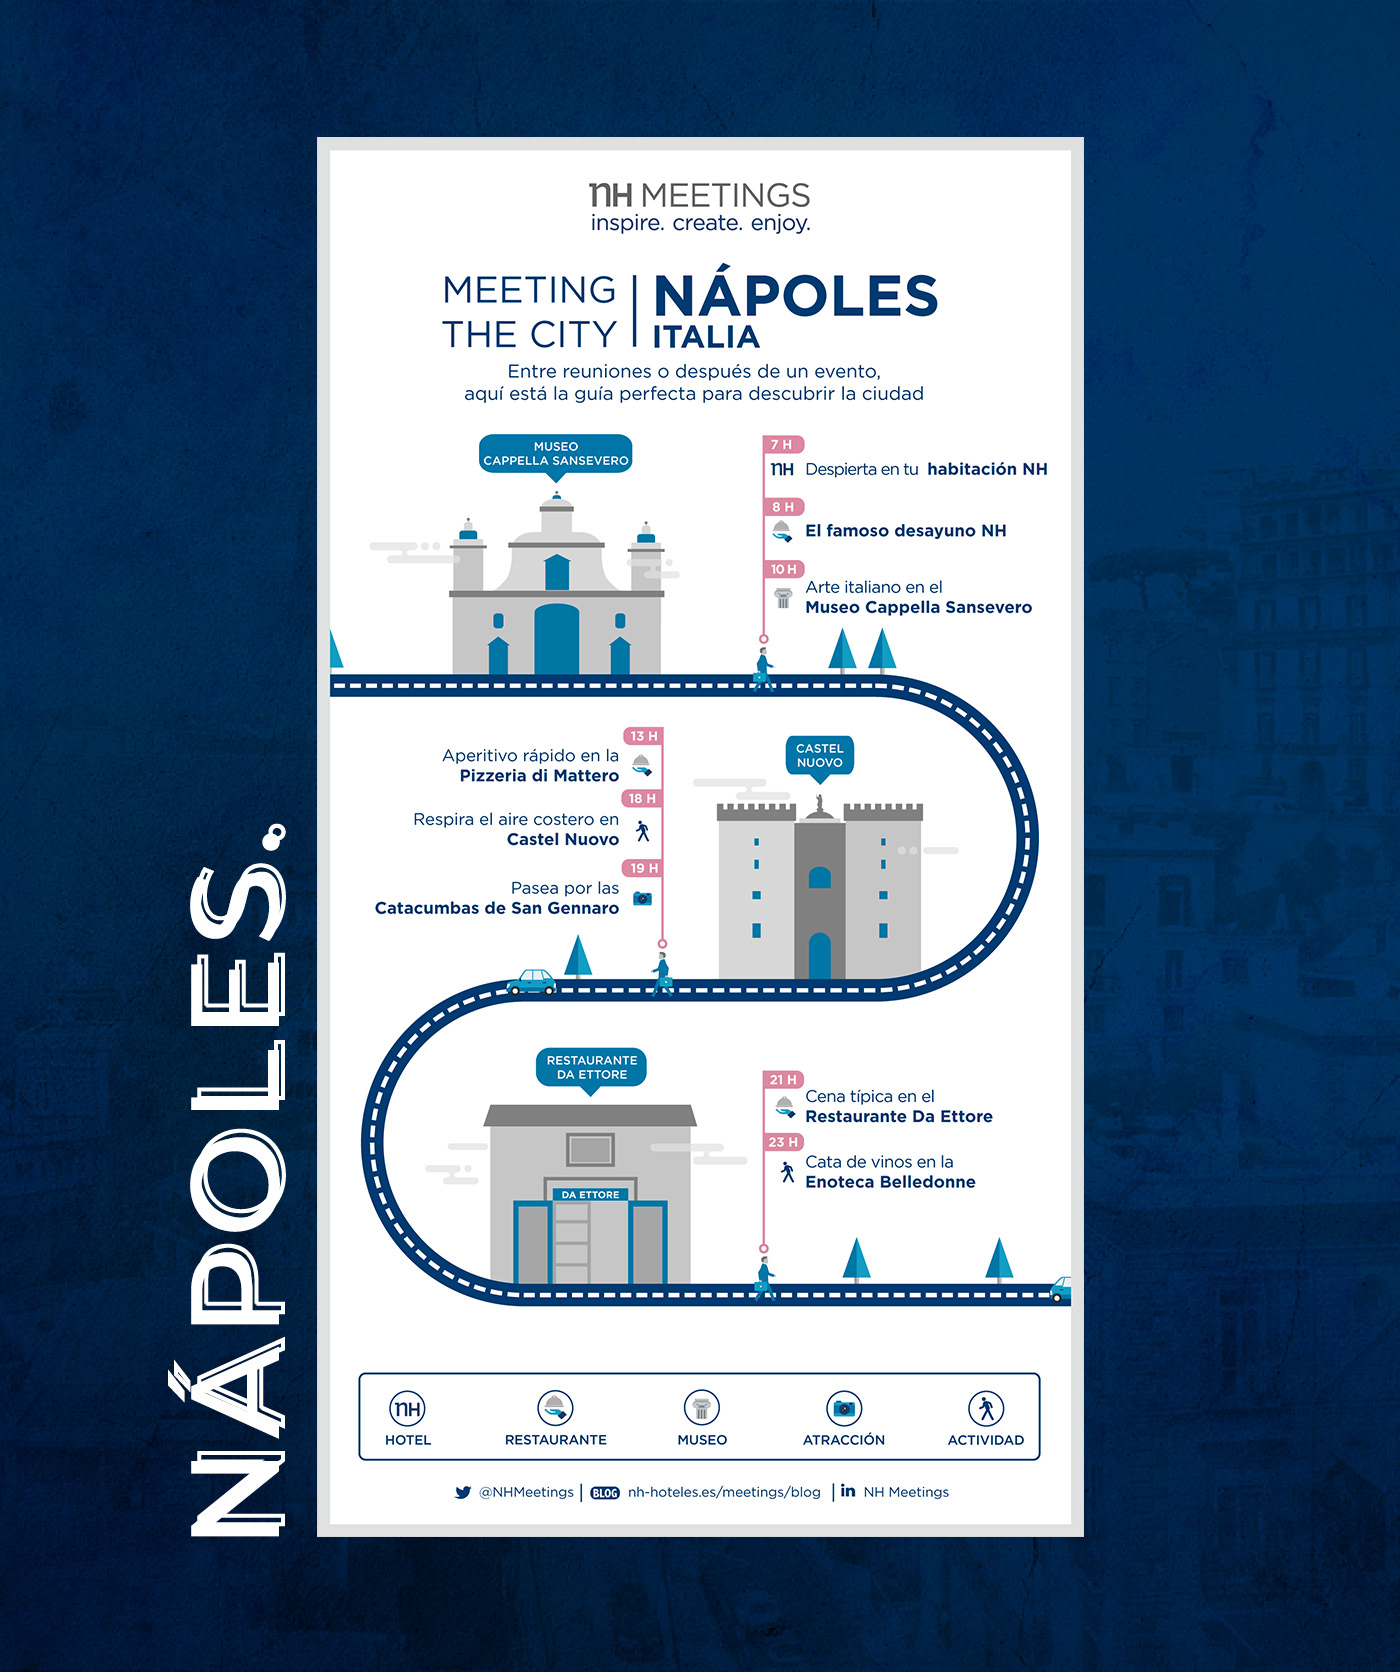 nH MEETINGS
inspire. create. enjoy.
MEETING
THE CITY
NÁPOLES
ITALIA
Entre reuniones o después de un evento,
aquí está la guía perfecta para descubrir la ciudad
MUSEO
CAPPELLA SANSEVERO
7 H
nH Despierta en tu habitación NH
8 H
El famoso desayuno NH
10 H
Arte italiano en el
Museo Cappella Sansevero
13 H
Aperitivo rápido en la
Pizzeria di Mattero
18 H
Respira el aire costero en
Castel Nuovo
19 H
Pasea por las
Catacumbas de San Gennaro
CASTEL
NUOVO
RESTAURANTE
DA ETTORE
DA ETTORE
21 H
Cena típica en el
Restaurante Da Ettore
23 H
Cata de vinos en la
Enoteca Belledonne
nH
HOTEL
RESTAURANTE
MUSEO
ATRACCIÓN
ACTIVIDAD
@NHMeetings | BLOG nh-hoteles.es/meetings/blog | in NH Meetings
NÁPOLES.